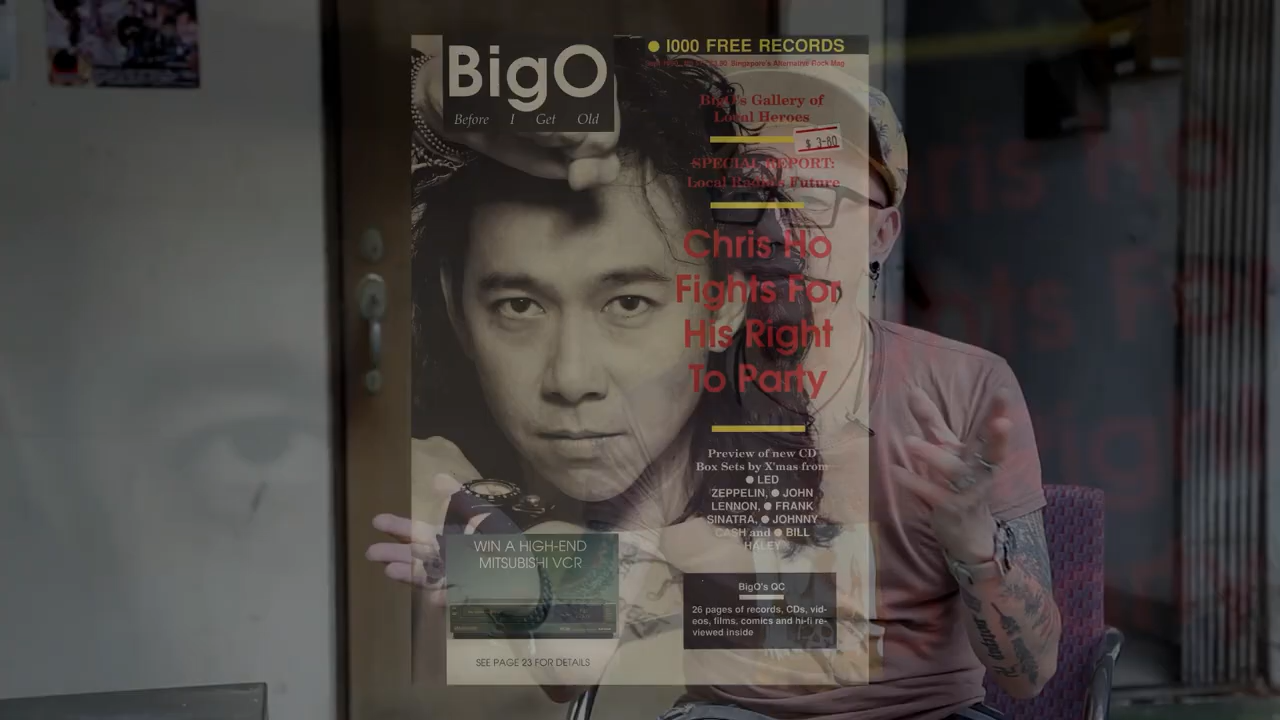 BigO
Before I Get Old
1000 FREE RECORDS
Singapore's Alternative Rock Mag
BigO's Gallery of
Local Heroes
$ 3-80
SPECIAL REPORT:
Local Radio's Future
Chris Ho
Fights For
His Right
To Party
Preview of new CD
Box Sets by X'mas from
● LED
ZEPPELIN, ● JOHN
LENNON, ● FRANK
SINATRA, ● JOHNNY
CASH and ● BILL
HALEY
WIN A HIGH-END
MITSUBISHI VCR
SEE PAGE 23 FOR DETAILS
BigO's QC
26 pages of records, CDs, vid-
eos, films, comics and hi-fi re-
viewed inside